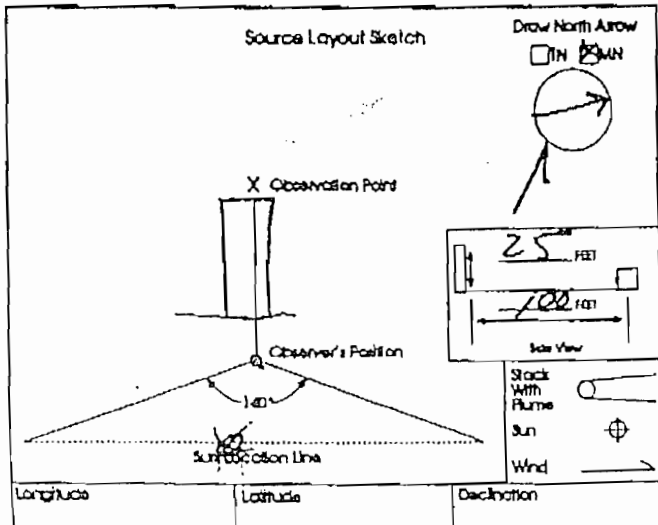 Source Layout Sketch
Draw North Arrow
TN MN
X Observation Point
25 FEET
100 FEET
Side View
Observer's Position
140°
Sun Location Line
Stack
With
Plume
Sun
Wind
Longitude
Latitude
Declination